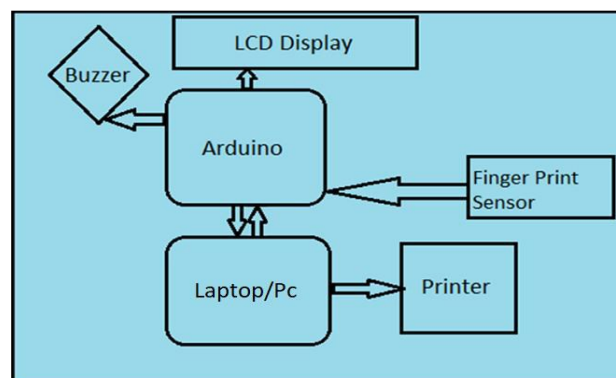 LCD Display
Buzzer
Arduino
Finger Print
Sensor
Laptop/Pc
Printer